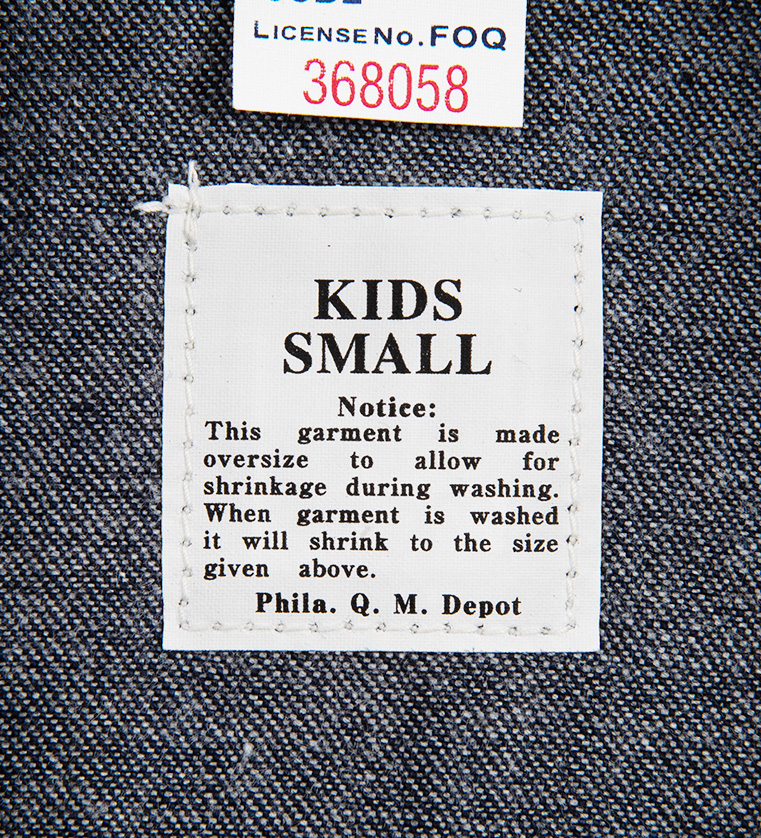 LICENSE No. FOQ
368058
KIDS
SMALL
Notice:
This garment is made
oversize to allow for
shrinkage during washing.
When garment is washed
it will shrink to the size
given above.
Phila. Q. M. Depot